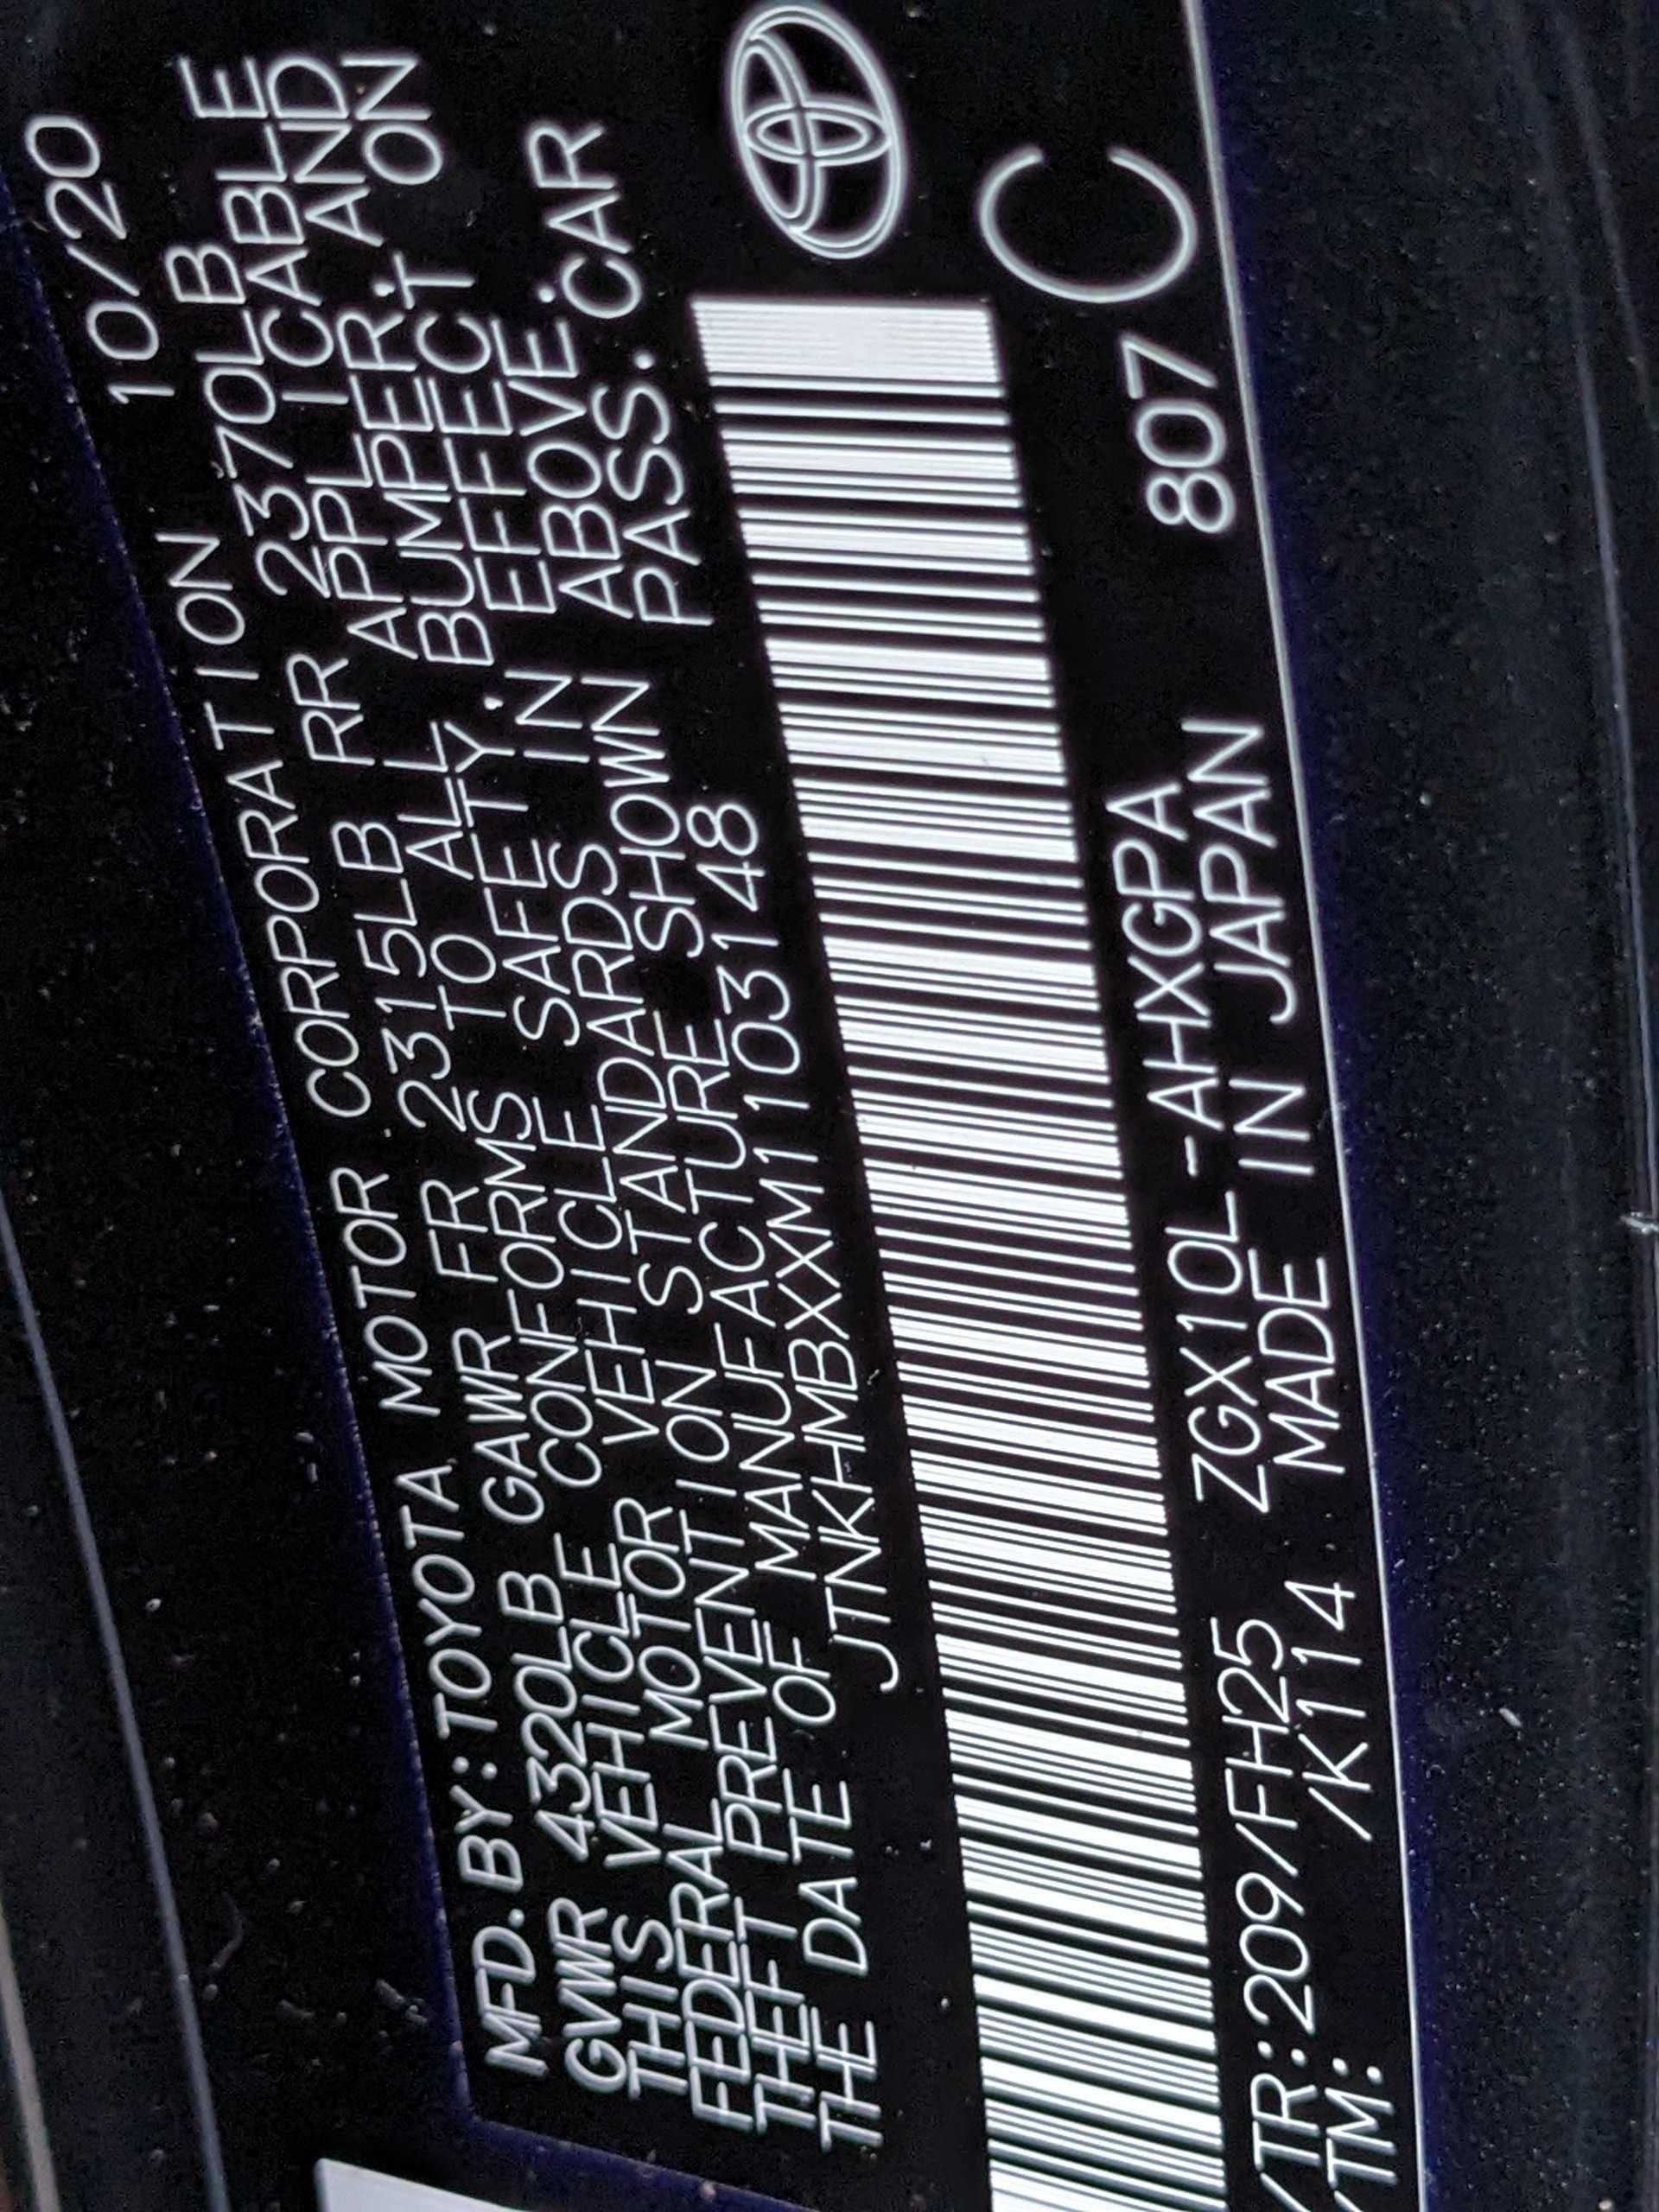 MFD. BY: TOYOTA MOTOR CORPORATION 10/20
GVWR 4320LB GAWR FR 2315LB RR 2370LB
THIS VEHICLE CONFORMS TO ALL APPLICABLE
FEDERAL MOTOR VEHICLE SAFETY, BUMPER, AND
THEFT PREVENTION STANDARDS IN EFFECT ON
THE DATE OF MANUFACTURE SHOWN ABOVE.
JTNKHMBXXM1103148 PASS. CAR
/TR:209/FH25 ZGX10L-AHXGPA 807 C
/TM: /K114 MADE IN JAPAN